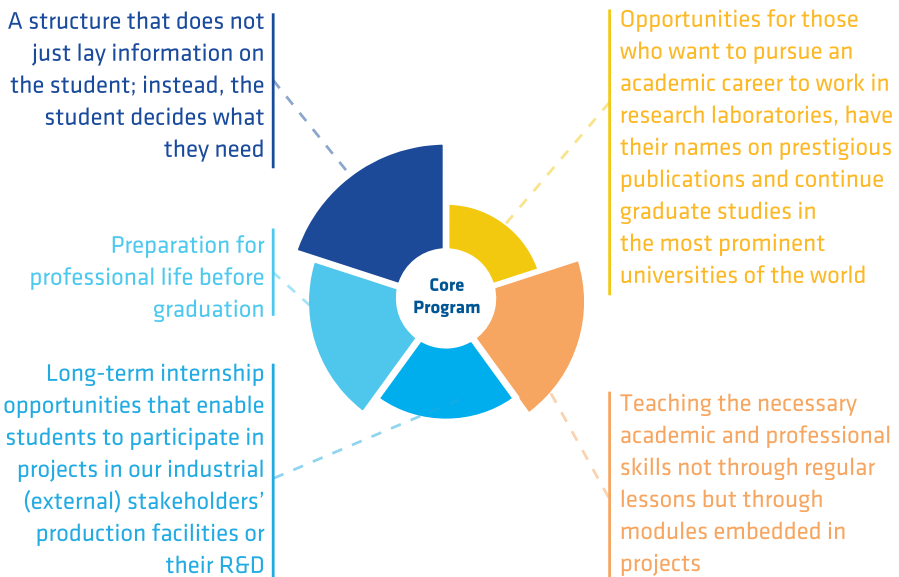 A structure that does not
just lay information on
the student; instead, the
student decides what
they need
Preparation for
professional life before
graduation
Long-term internship
opportunities that enable
students to participate in
projects in our industrial
(external) stakeholders’
production facilities or
their R&D
Core
Program
Opportunities for those
who want to pursue an
academic career to work in
research laboratories, have
their names on prestigious
publications and continue
graduate studies in
the most prominent
universities of the world
Teaching the necessary
academic and professional
skills not through regular
lessons but through
modules embedded in
projects